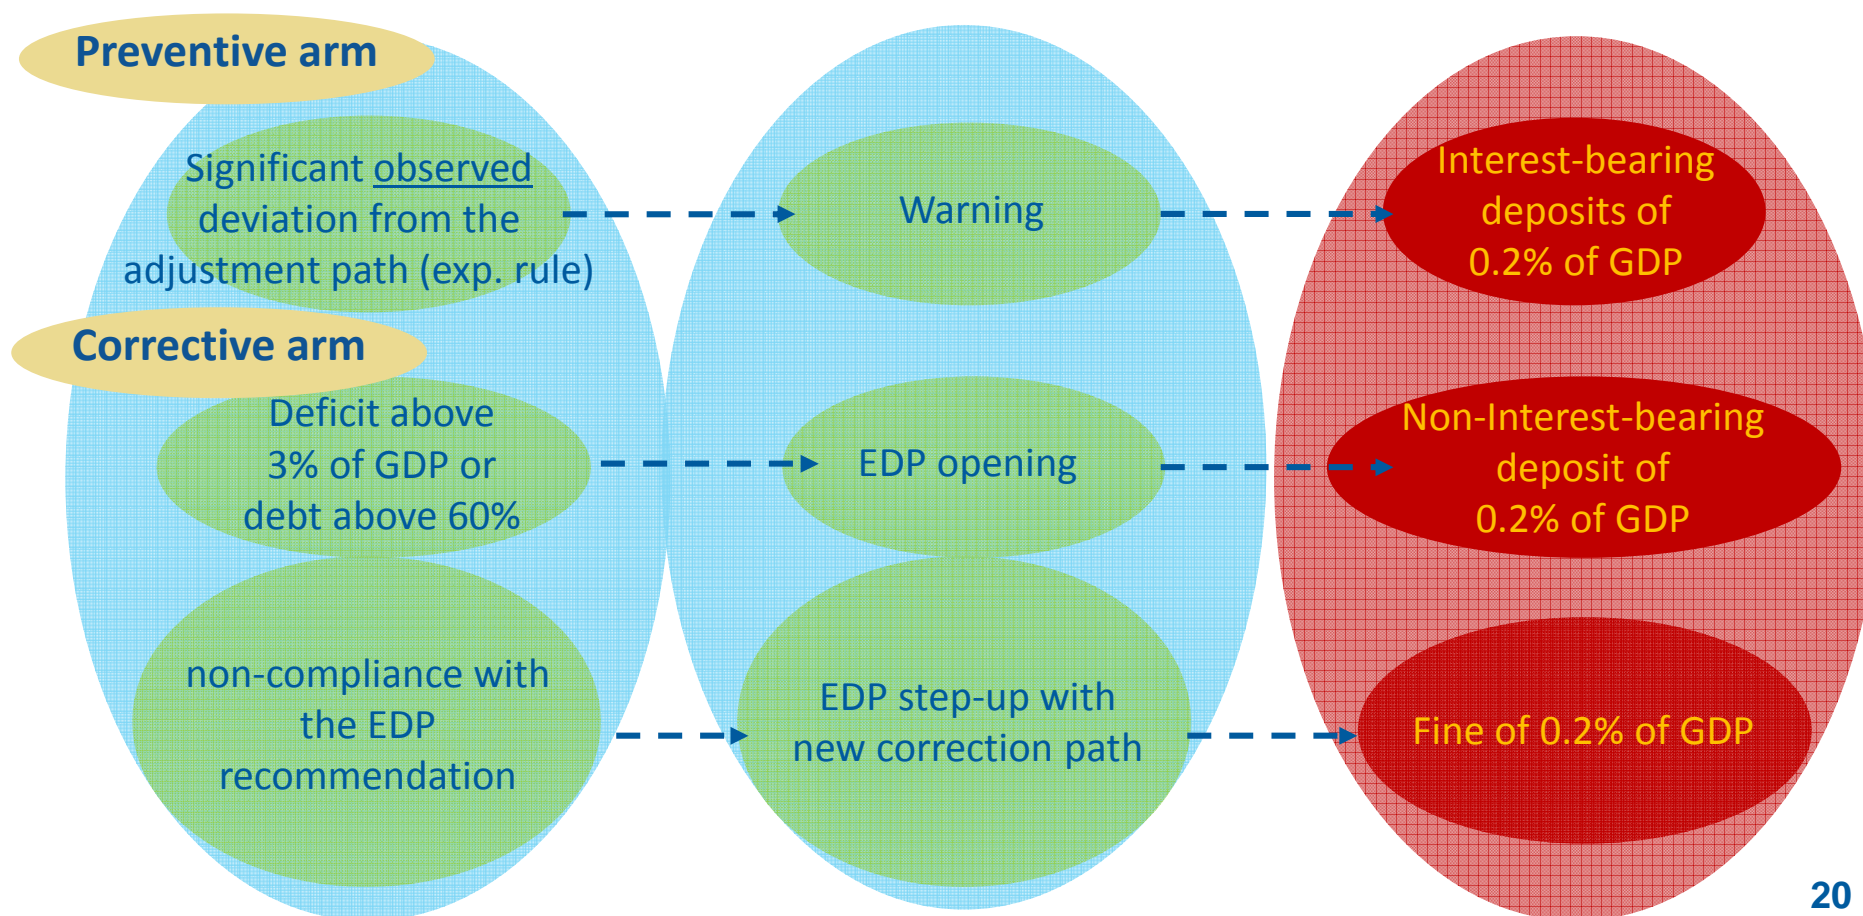 Preventive arm
Significant observed
deviation from the
adjustment path (exp. rule)
Warning
Interest-bearing
deposits of
0.2% of GDP
Corrective arm
Deficit above
3% of GDP or
debt above 60%
EDP opening
Non-Interest-bearing
deposit of
0.2% of GDP
non-compliance with
the EDP
recommendation
EDP step-up with
new correction path
Fine of 0.2% of GDP
20